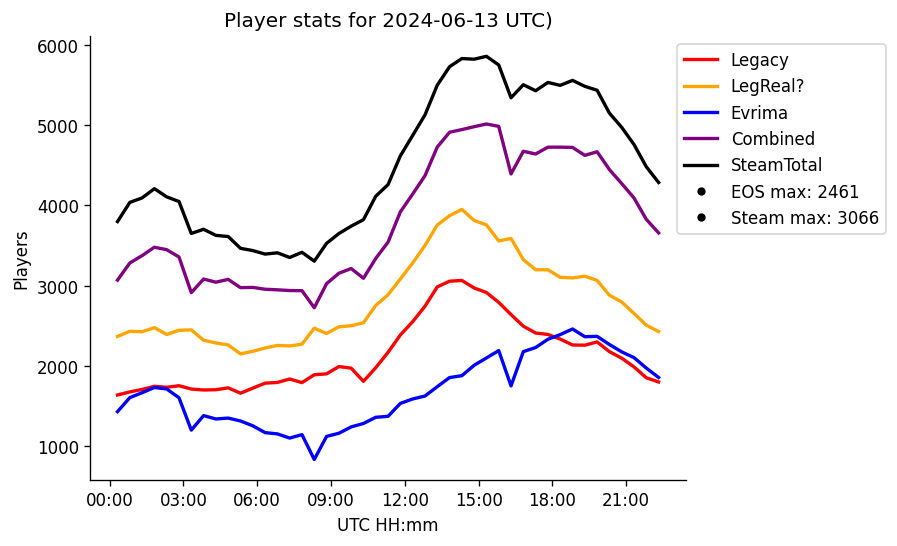 Player stats for 2024-06-13 UTC)
6000
5000
4000
3000
2000
1000
Players
00:00 03:00 06:00 09:00 12:00 15:00 18:00 21:00
UTC HH:mm
Legacy
LegReal?
Evrima
Combined
SteamTotal
EOS max: 2461
Steam max: 3066